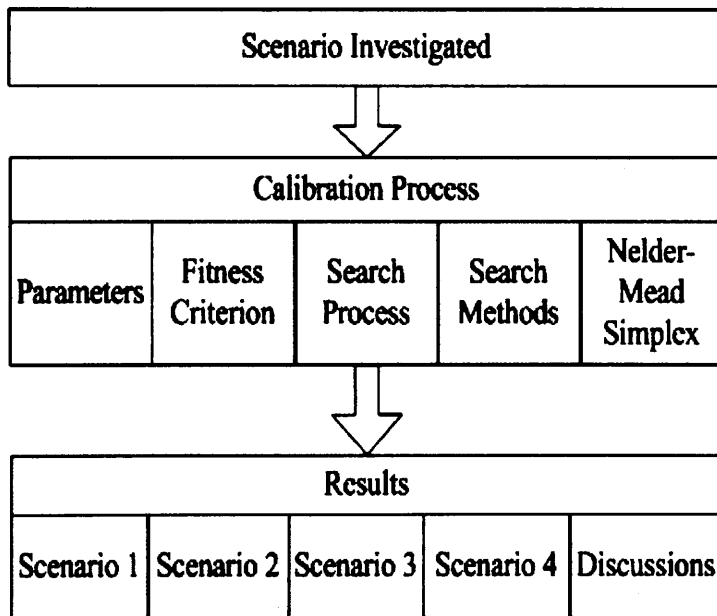 Scenario Investigated
Calibration Process
Parameters
Fitness
Criterion
Search
Process
Search
Methods
Nelder-
Mead
Simplex
Results
Scenario 1
Scenario 2
Scenario 3
Scenario 4
Discussions